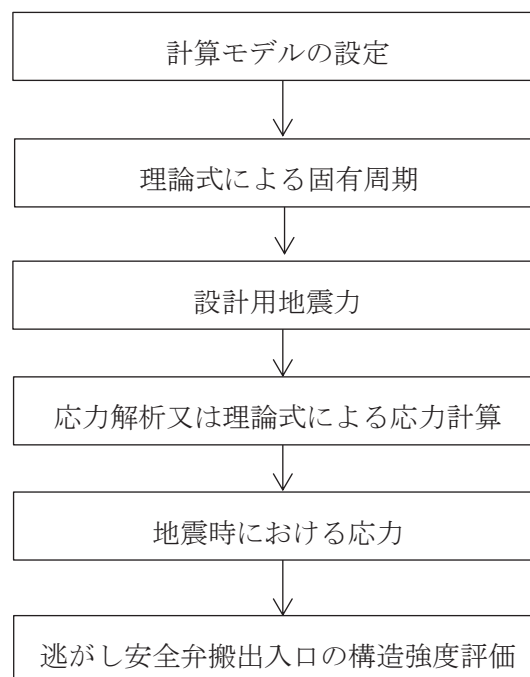 計算モデルの設定
理論式による固有周期
設計用地震力
応力解析又は理論式による応力計算
地震時における応力
逃がし安全弁搬出入口の構造強度評価